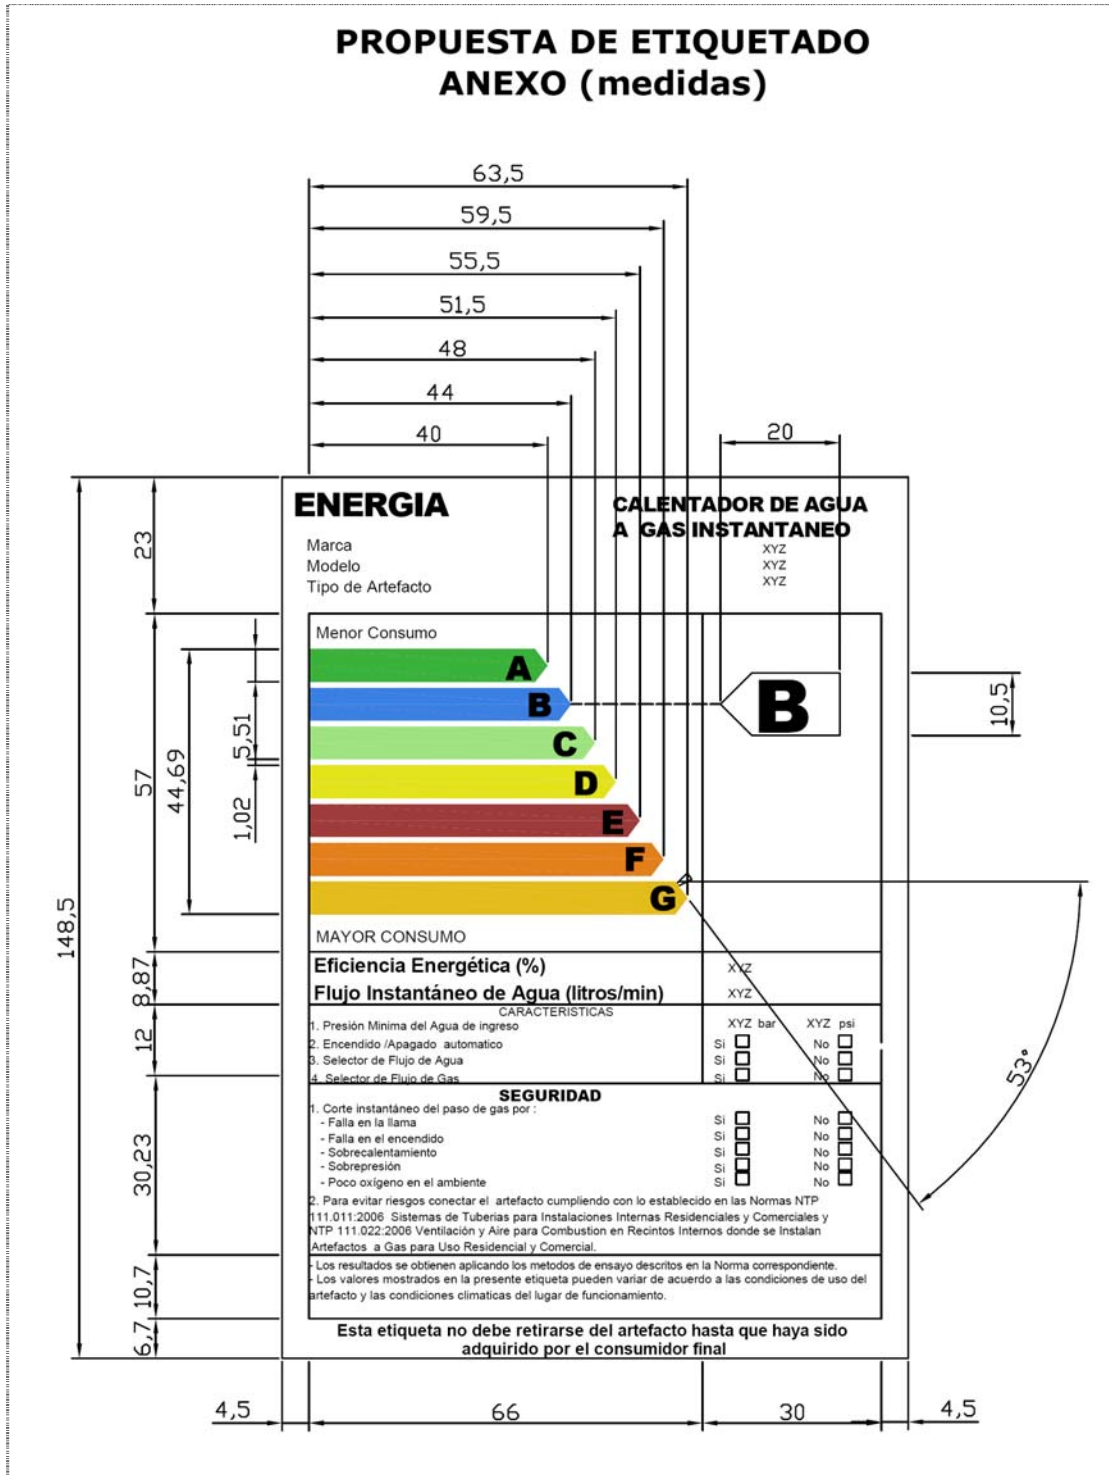 PROPUESTA DE ETIQUETADO
ANEXO (medidas)
63,5
59,5
55,5
51,5
48
44
40
20
ENERGIA
CALENTADOR DE AGUA
A GAS INSTANTANEO
Marca XYZ
Modelo XYZ
Tipo de Artefacto XYZ
23
Menor Consumo
A
B
C
D
E
F
G
B
10,5
5,51
1,02
44,69
57
148,5
MAYOR CONSUMO
8,87
Eficiencia Energética (%) XYZ
Flujo Instantáneo de Agua (litros/min) XYZ
CARACTERISTICAS
12
1. Presión Minima del Agua de ingreso XYZ bar XYZ psi
2. Encendido /Apagado automatico Si No
3. Selector de Flujo de Agua Si No
4. Selector de Flujo de Gas Si No
53°
SEGURIDAD
30,23
1. Corte instantáneo del paso de gas por :
- Falla en la llama Si No
- Falla en el encendido Si No
- Sobrecalentamiento Si No
- Sobrepresión Si No
- Poco oxígeno en el ambiente Si No
2. Para evitar riesgos conectar el artefacto cumpliendo con lo establecido en las Normas NTP
111.011:2006 Sistemas de Tuberias para Instalaciones Internas Residenciales y Comerciales y
NTP 111.022:2006 Ventilación y Aire para Combustion en Recintos Internos donde se Instalan
Artefactos a Gas para Uso Residencial y Comercial.
10,7
- Los resultados se obtienen aplicando los metodos de ensayo descritos en la Norma correspondiente.
- Los valores mostrados en la presente etiqueta pueden variar de acuerdo a las condiciones de uso del
artefacto y las condiciones climaticas del lugar de funcionamiento.
6,7
Esta etiqueta no debe retirarse del artefacto hasta que haya sido
adquirido por el consumidor final
4,5
66
30
4,5